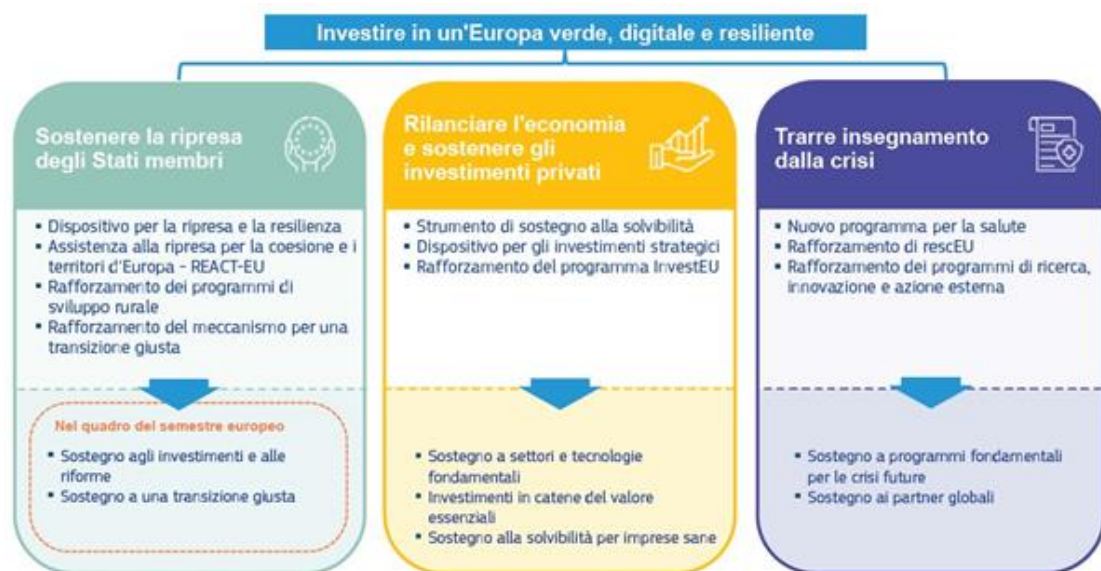 Investire in un'Europa verde, digitale e resiliente
Sostenere la ripresa
degli Stati membri
▪ Dispositivo per la ripresa e la resilienza
▪ Assistenza alla ripresa per la coesione e i
territori d'Europa – REACT-EU
▪ Rafforzamento dei programmi di
sviluppo rurale
▪ Rafforzamento del meccanismo per una
transizione giusta
Nel quadro del semestre europeo
▪ Sostegno agli investimenti e alle
riforme
▪ Sostegno a una transizione giusta
Rilanciare l'economia
e sostenere gli
investimenti privati
▪ Strumento di sostegno alla solvibilità
▪ Dispositivo per gli investimenti strategici
▪ Rafforzamento del programma InvestEU
▪ Sostegno a settori e tecnologie
fondamentali
▪ Investimenti in catene del valore
essenziali
▪ Sostegno alla solvibilità per imprese sane
Trarre insegnamento
dalla crisi
▪ Nuovo programma per la salute
▪ Rafforzamento di rescEU
▪ Rafforzamento dei programmi di ricerca,
innovazione e azione esterna
▪ Sostegno a programmi fondamentali
per le crisi future
▪ Sostegno ai partner globali